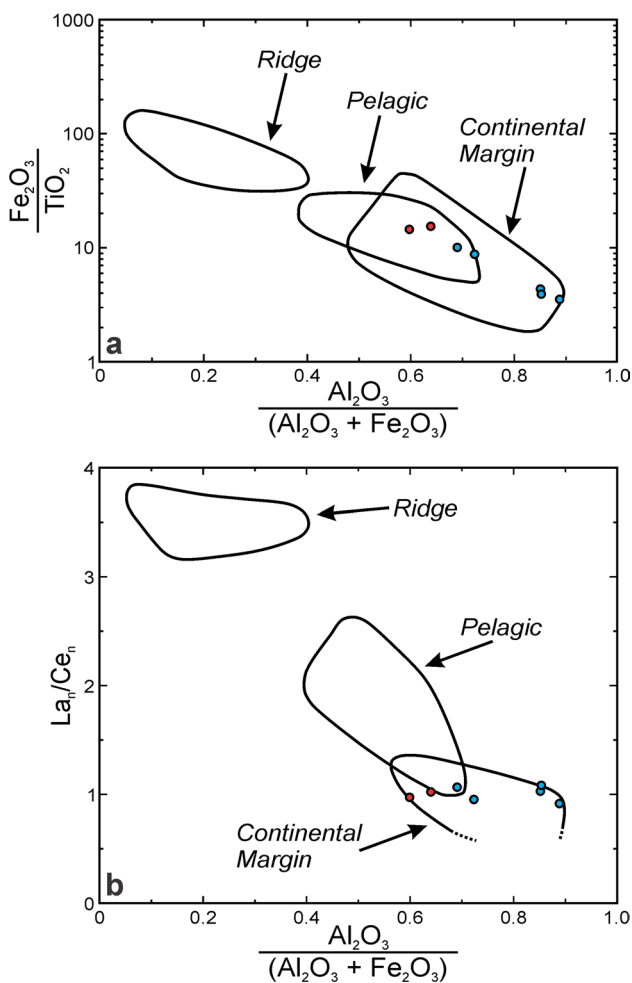 1000
Ridge
Pelagic
Continental
Margin
100
Fe₂O₃
TiO₂
10
a
1
0 0.2 0.4 0.6 0.8 1.0
Al₂O₃
(Al₂O₃ + Fe₂O₃)
4
Ridge
3
Pelagic
Laₙ/Ceₙ
2
1
Continental
Margin
b
0
0 0.2 0.4 0.6 0.8 1.0
Al₂O₃
(Al₂O₃ + Fe₂O₃)